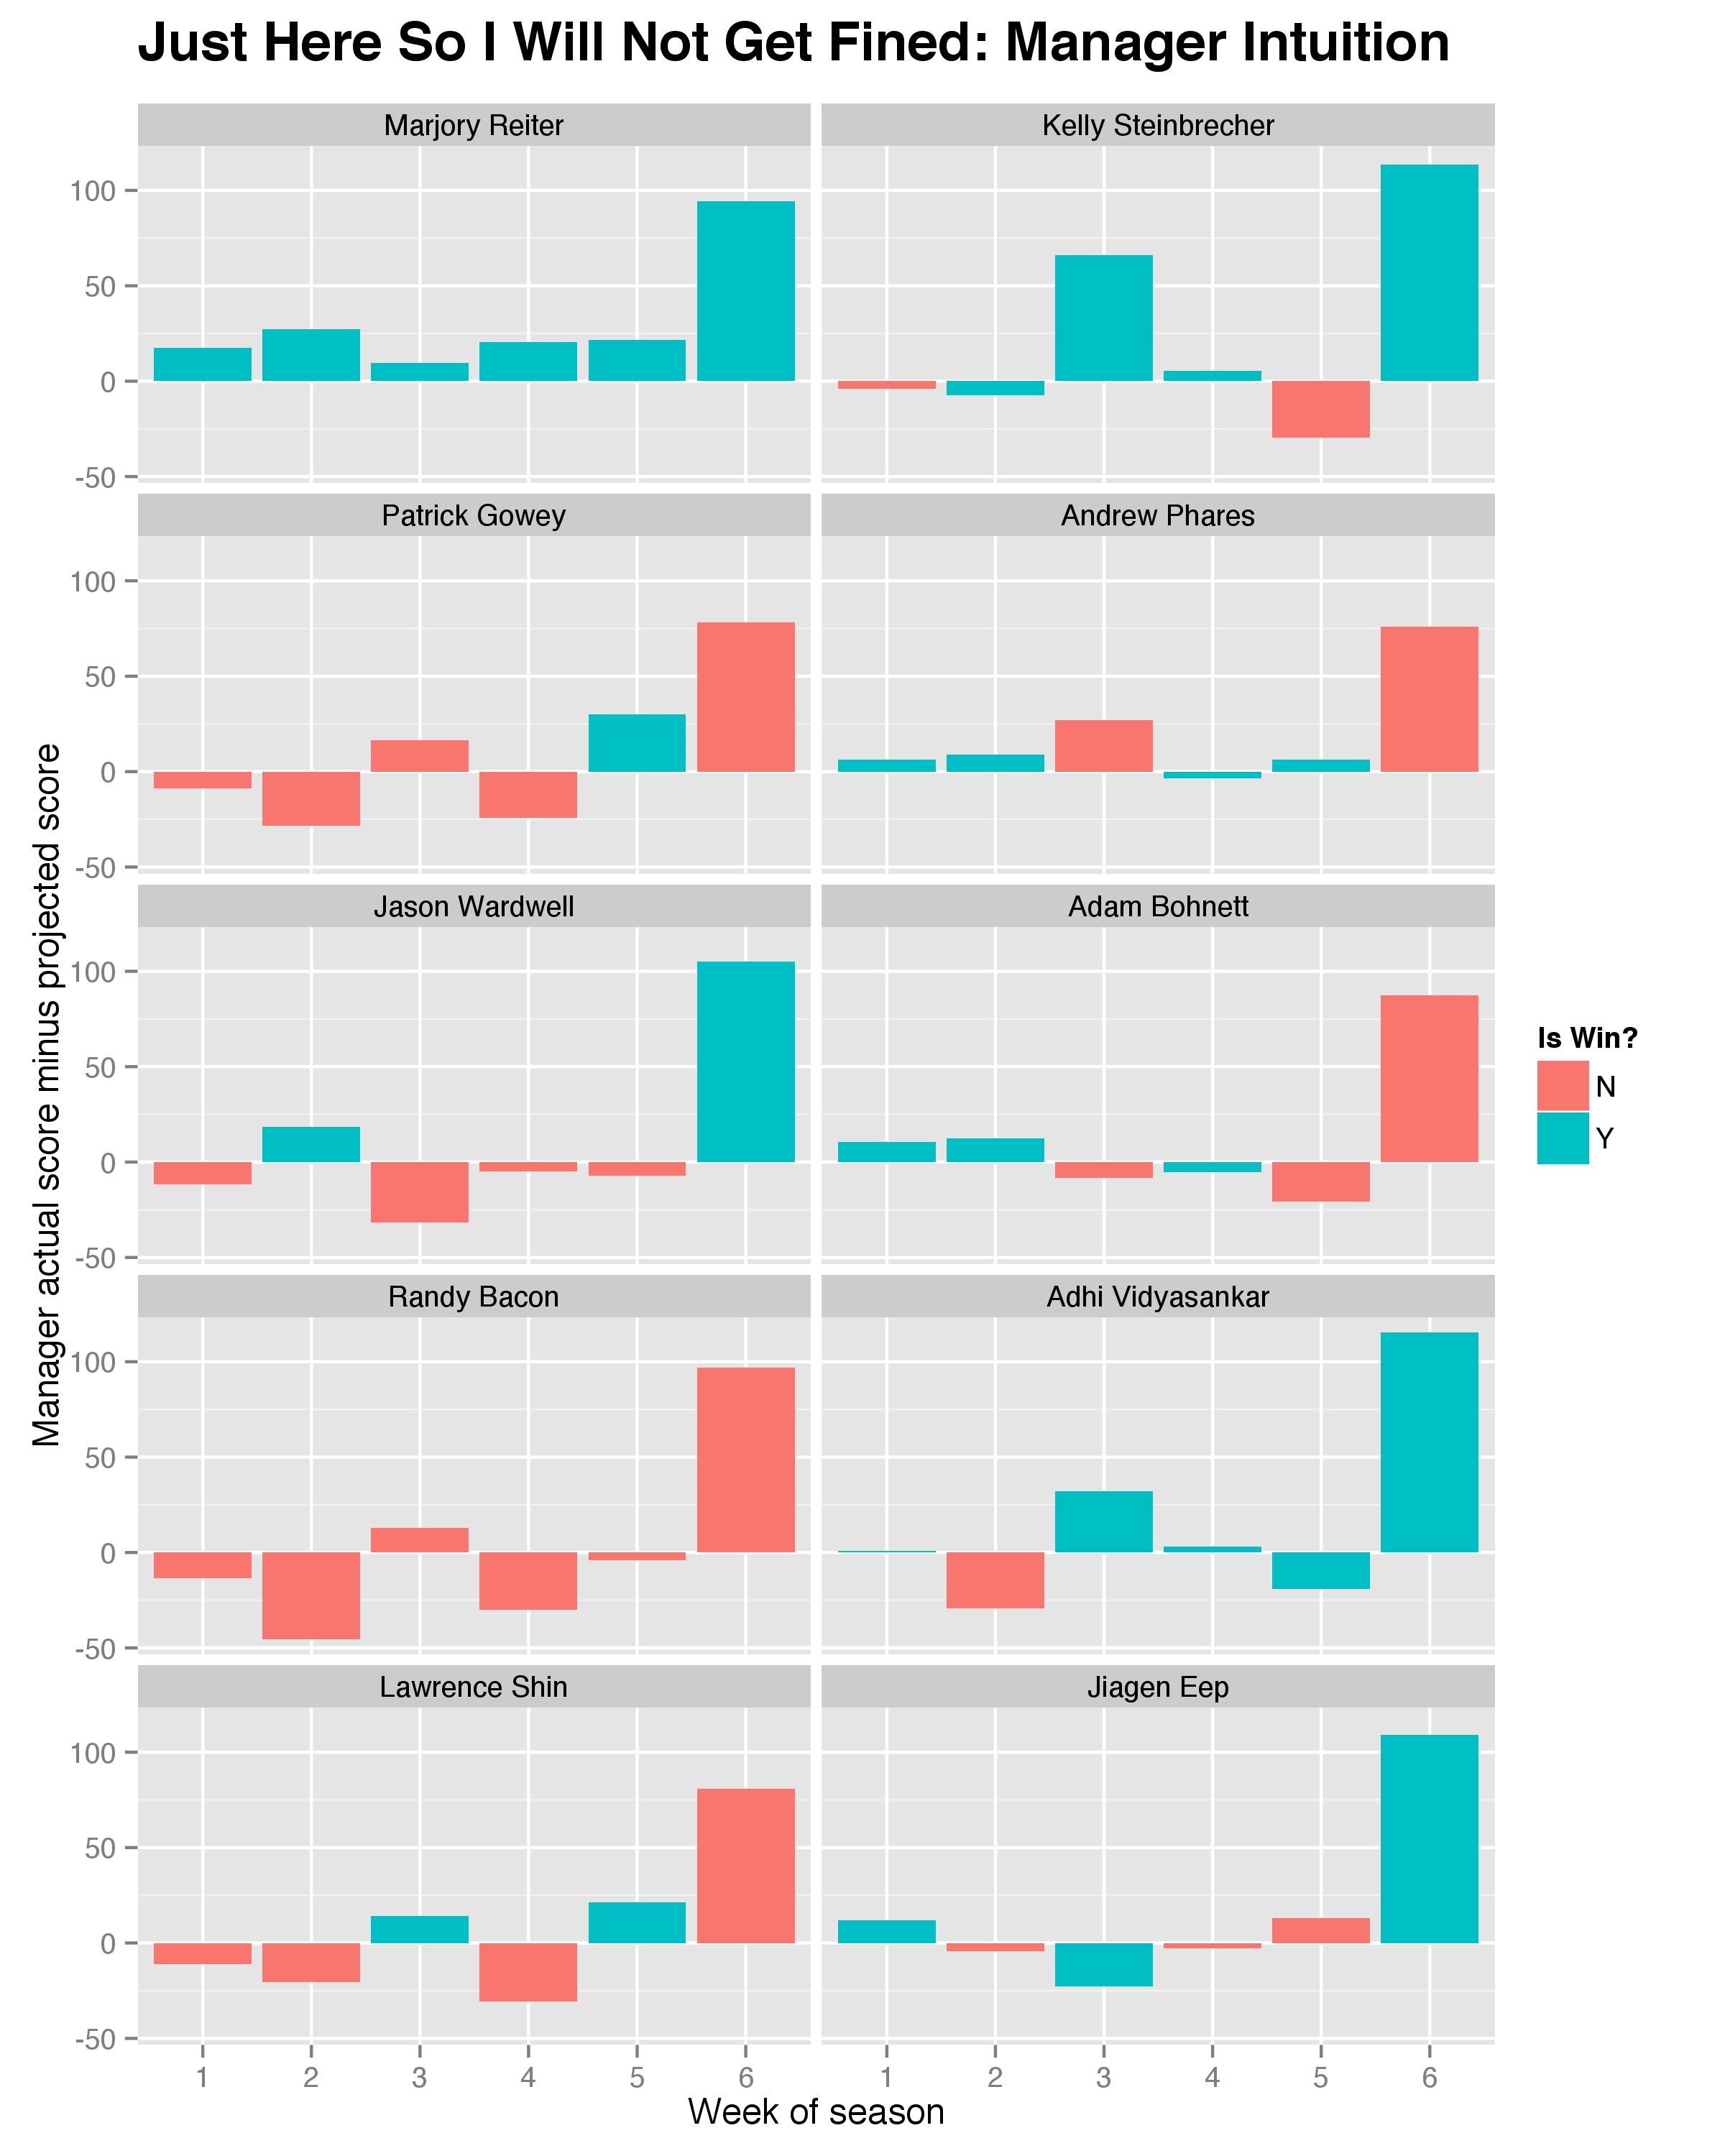 Just Here So I Will Not Get Fined: Manager Intuition
Marjory Reiter
Kelly Steinbrecher
100
50
0
-50
Patrick Gowey
Andrew Phares
100
50
0
-50
Jason Wardwell
Adam Bohnett
100
50
0
-50
Randy Bacon
Adhi Vidyasankar
100
50
0
-50
Lawrence Shin
Jiagen Eep
100
50
0
-50
1 2 3 4 5 6
1 2 3 4 5 6
Week of season
Manager actual score minus projected score
Is Win?
N
Y